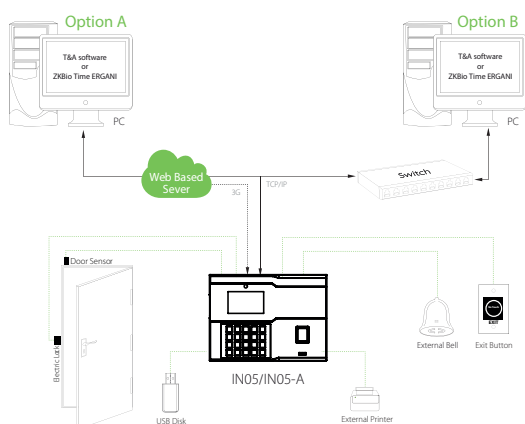 Option A
Option B
T&A software
or
ZKBio Time ERGANI
T&A software
or
ZKBio Time ERGANI
PC
PC
Web Based
Sever
3G
TCP/IP
Switch
Door Sensor
Electric Lock
IN05/IN05-A
External Bell
Exit Button
EXIT
USB Disk
External Printer